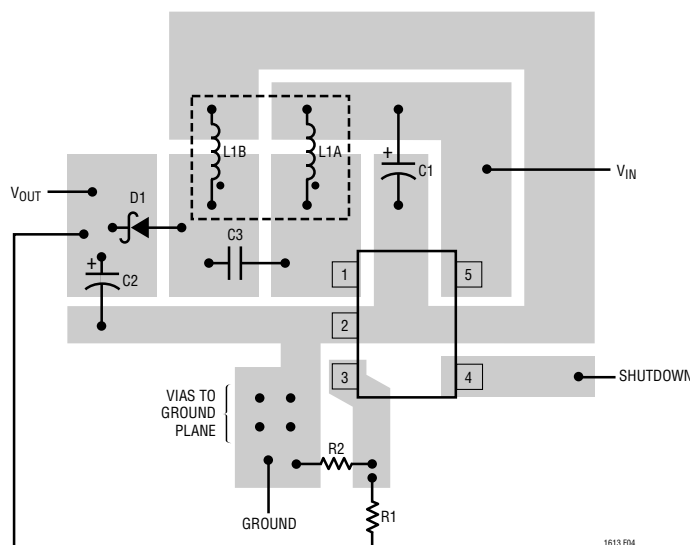 L1B
L1A
+
C1
VIN
VOUT
D1
C3
+
C2
1
5
2
3
4
SHUTDOWN
VIAS TO
GROUND
PLANE
R2
GROUND
R1
1613 F04